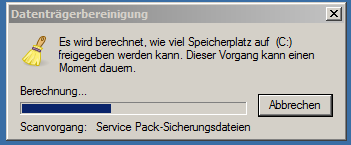 Datenträgerbereinigung
Es wird berechnet, wie viel Speicherplatz auf  (C:)
freigegeben werden kann. Dieser Vorgang kann einen
Moment dauern.
Berechnung...
Abbrechen
Scanvorgang:  Service Pack-Sicherungsdateien